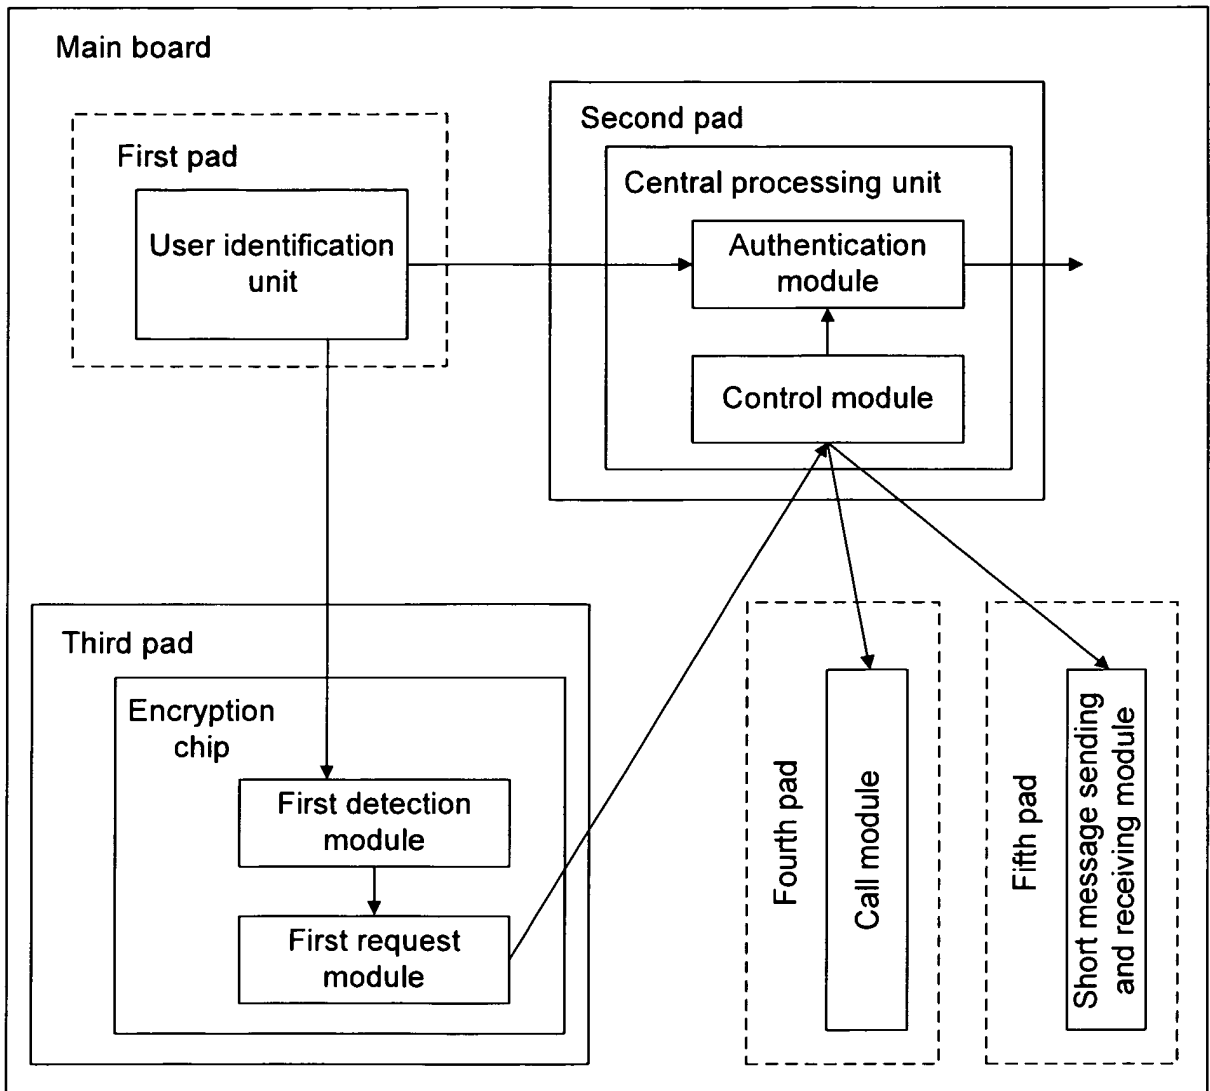 Main board
First pad
User identification
unit
Second pad
Central processing unit
Authentication
module
Control module
Third pad
Encryption
chip
First detection
module
First request
module
Fourth pad
Call module
Fifth pad
Short message sending
and receiving module